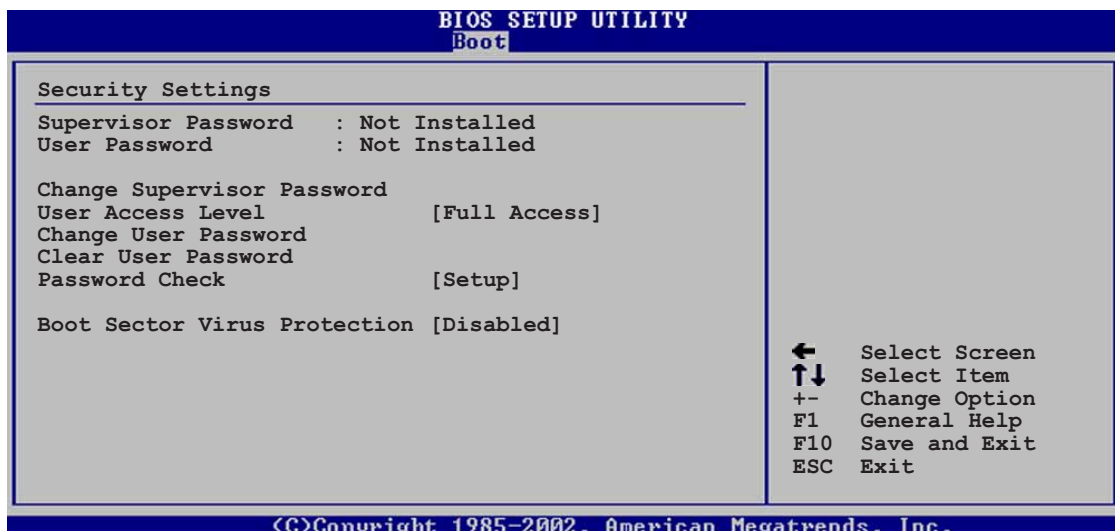 BIOS SETUP UTILITY
Boot
Security Settings
Supervisor Password : Not Installed
User Password : Not Installed
Change Supervisor Password
User Access Level [Full Access]
Change User Password
Clear User Password
Password Check [Setup]
Boot Sector Virus Protection [Disabled]
← Select Screen
↑↓ Select Item
+- Change Option
F1 General Help
F10 Save and Exit
ESC Exit
(C)Copyright 1985-2002, American Megatrends, Inc.